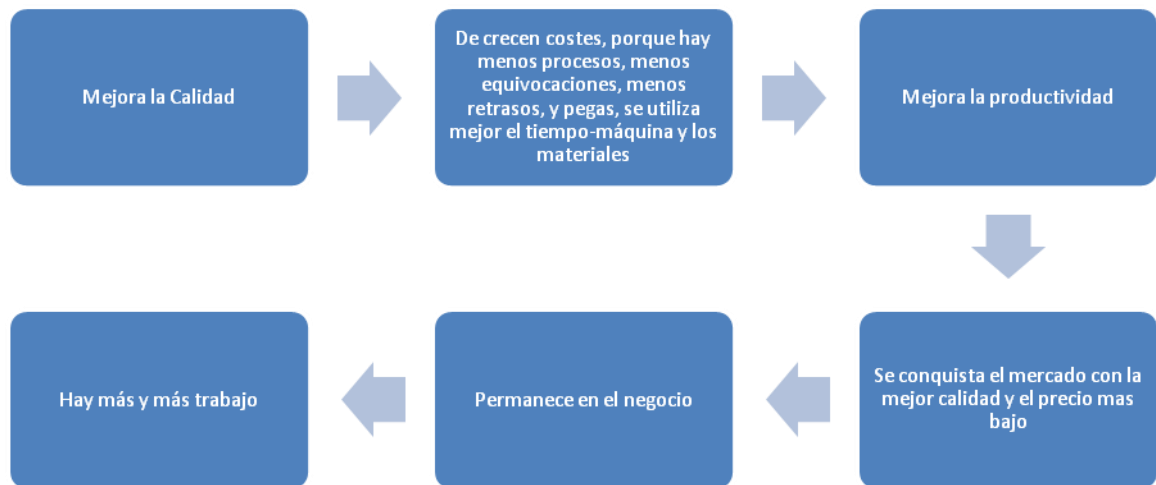 Mejora la Calidad
De crecen costes, porque hay
menos procesos, menos
equivocaciones, menos
retrasos, y pegas, se utiliza
mejor el tiempo-máquina y los
materiales
Mejora la productividad
Se conquista el mercado con la
mejor calidad y el precio mas
bajo
Permanece en el negocio
Hay más y más trabajo